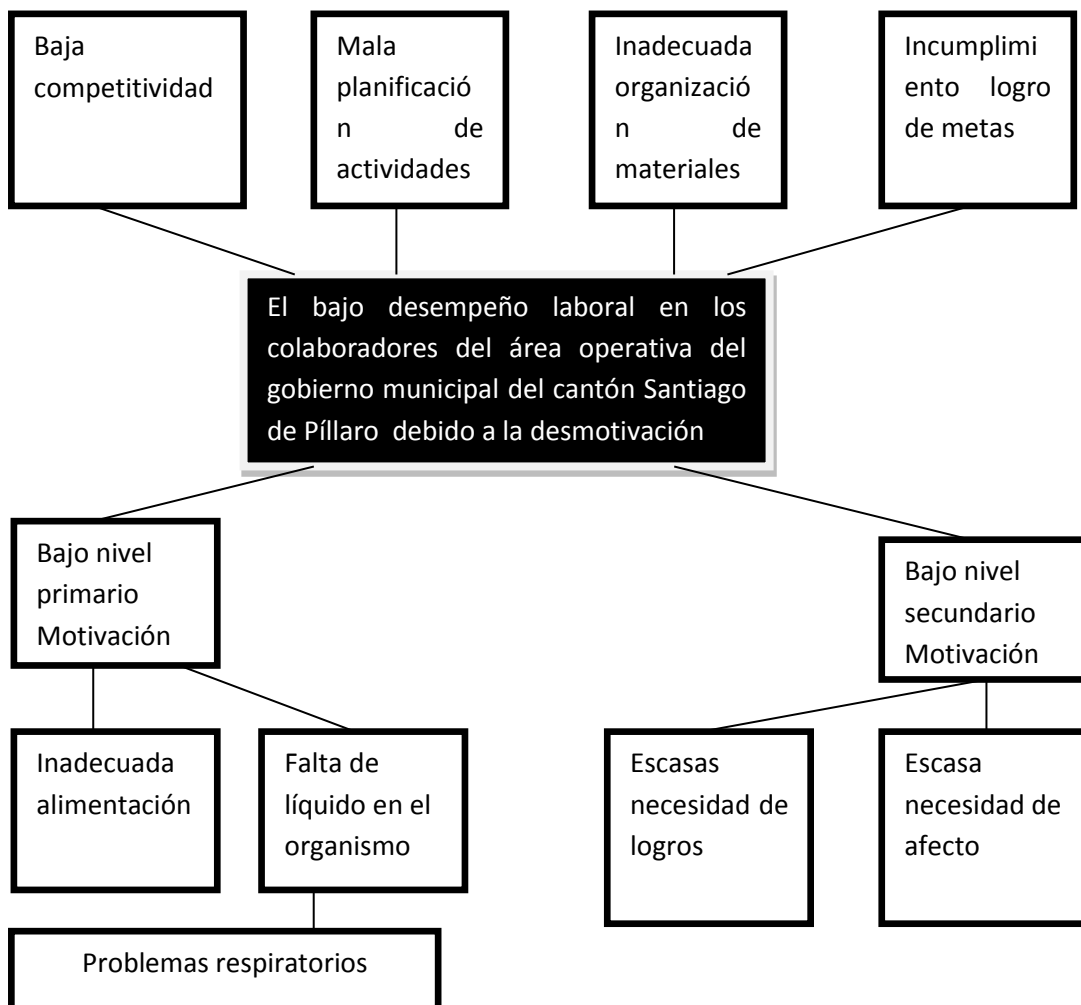 Baja
competitividad
Mala
planificació
n de
actividades
Inadecuada
organizació
n de
materiales
Incumplimi
ento logro
de metas
El bajo desempeño laboral en los
colaboradores del área operativa del
gobierno municipal del cantón Santiago
de Píllaro debido a la desmotivación
Bajo nivel
primario
Motivación
Bajo nivel
secundario
Motivación
Inadecuada
alimentación
Falta de
líquido en el
organismo
Escasas
necesidad de
logros
Escasa
necesidad de
afecto
Problemas respiratorios